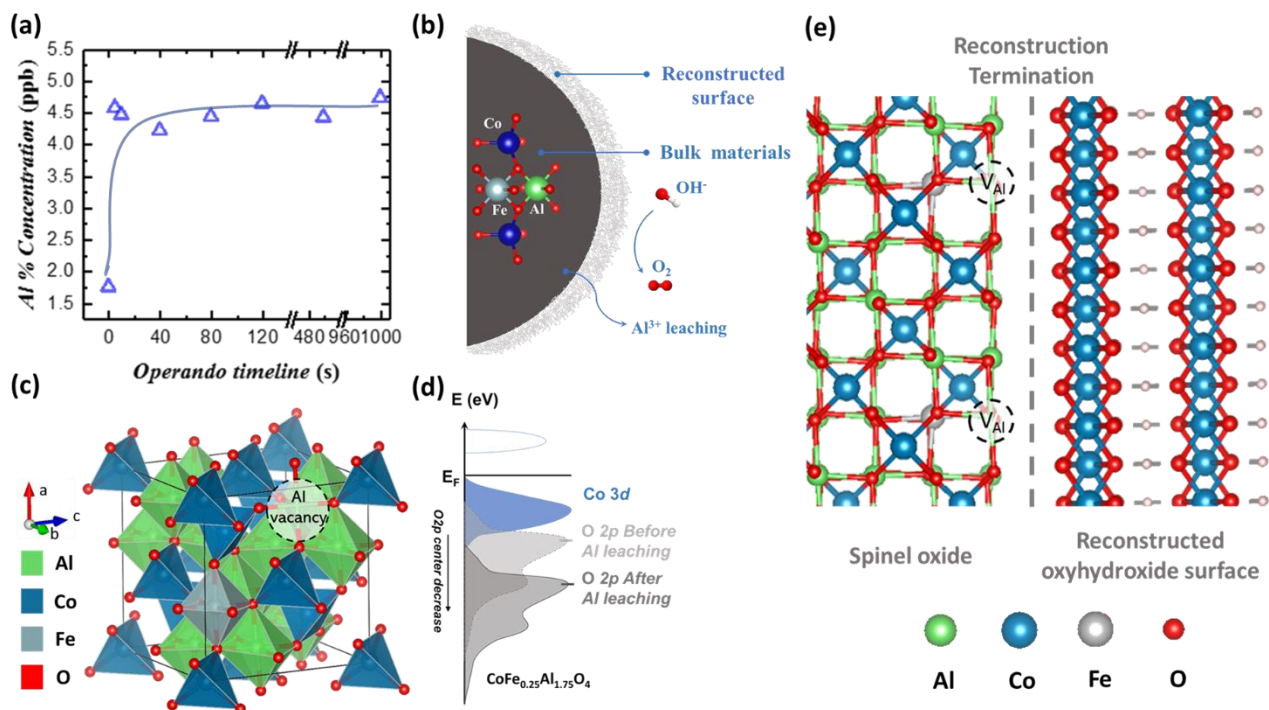 (a)
Al % Concentration (ppb)
5.5
5.0
4.5
4.0
3.5
3.0
2.5
2.0
1.5
0 40 80 120 480 9601000
Operando timeline (s)
(b)
Co
Fe
Al
Reconstructed
surface
Bulk materials
OH-
O2
Al3+ leaching
(c)
a
c
b
Al
Co
Fe
O
Al
vacancy
(d)
E (eV)
EF
Co 3d
O 2p Before
Al leaching
O 2p After
Al leaching
O2p center decrease
CoFe0.25Al1.75O4
(e)
Reconstruction
Termination
VAl
VAl
Spinel oxide
Reconstructed
oxyhydroxide surface
Al Co Fe O